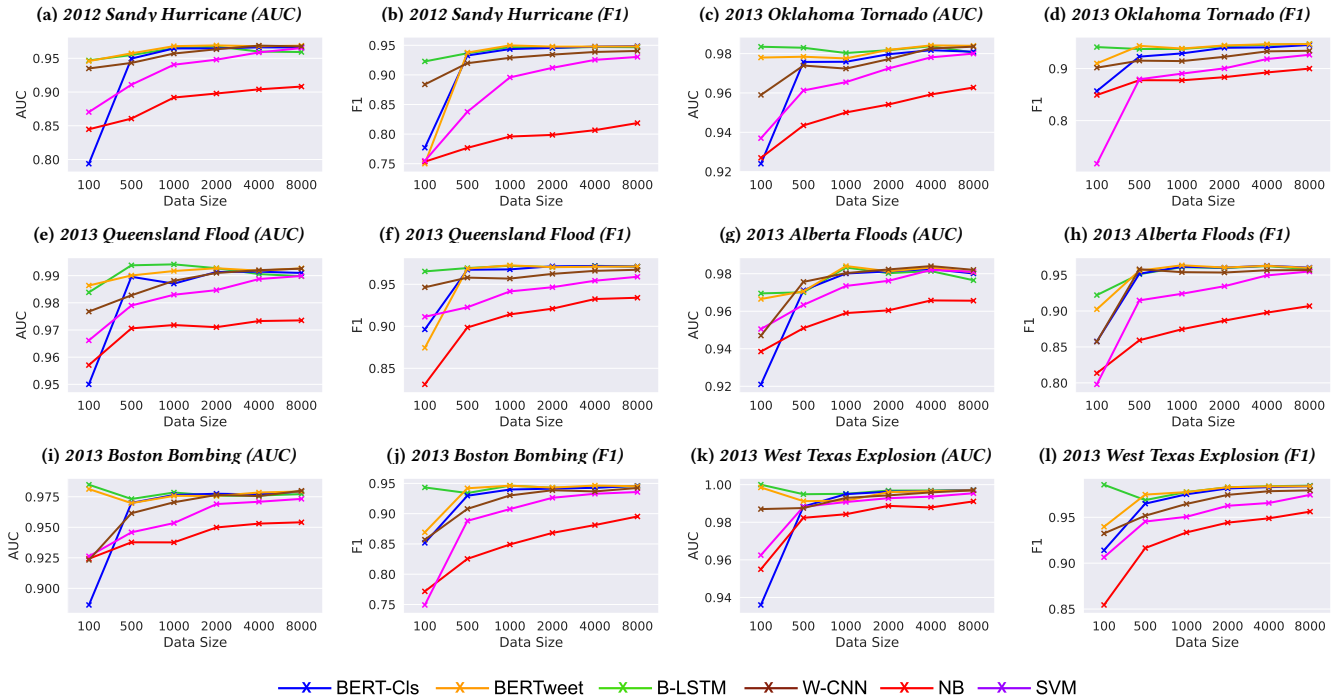 (a) 2012 Sandy Hurricane (AUC)
AUC
0.95
0.90
0.85
0.80
100 500 1000 2000 4000 8000
Data Size
(b) 2012 Sandy Hurricane (F1)
F1
0.95
0.90
0.85
0.80
0.75
100 500 1000 2000 4000 8000
Data Size
(c) 2013 Oklahoma Tornado (AUC)
AUC
0.98
0.96
0.94
0.92
100 500 1000 2000 4000 8000
Data Size
(d) 2013 Oklahoma Tornado (F1)
F1
0.9
0.8
100 500 1000 2000 4000 8000
Data Size
(e) 2013 Queensland Flood (AUC)
AUC
0.99
0.98
0.97
0.96
0.95
100 500 1000 2000 4000 8000
Data Size
(f) 2013 Queensland Flood (F1)
F1
0.95
0.90
0.85
100 500 1000 2000 4000 8000
Data Size
(g) 2013 Alberta Floods (AUC)
AUC
0.98
0.96
0.94
0.92
100 500 1000 2000 4000 8000
Data Size
(h) 2013 Alberta Floods (F1)
F1
0.95
0.90
0.85
0.80
100 500 1000 2000 4000 8000
Data Size
(i) 2013 Boston Bombing (AUC)
AUC
0.975
0.950
0.925
0.900
100 500 1000 2000 4000 8000
Data Size
(j) 2013 Boston Bombing (F1)
F1
0.95
0.90
0.85
0.80
0.75
100 500 1000 2000 4000 8000
Data Size
(k) 2013 West Texas Explosion (AUC)
AUC
1.00
0.98
0.96
0.94
100 500 1000 2000 4000 8000
Data Size
(l) 2013 West Texas Explosion (F1)
F1
0.95
0.90
0.85
100 500 1000 2000 4000 8000
Data Size
BERT-Cls BERTweet B-LSTM W-CNN NB SVM